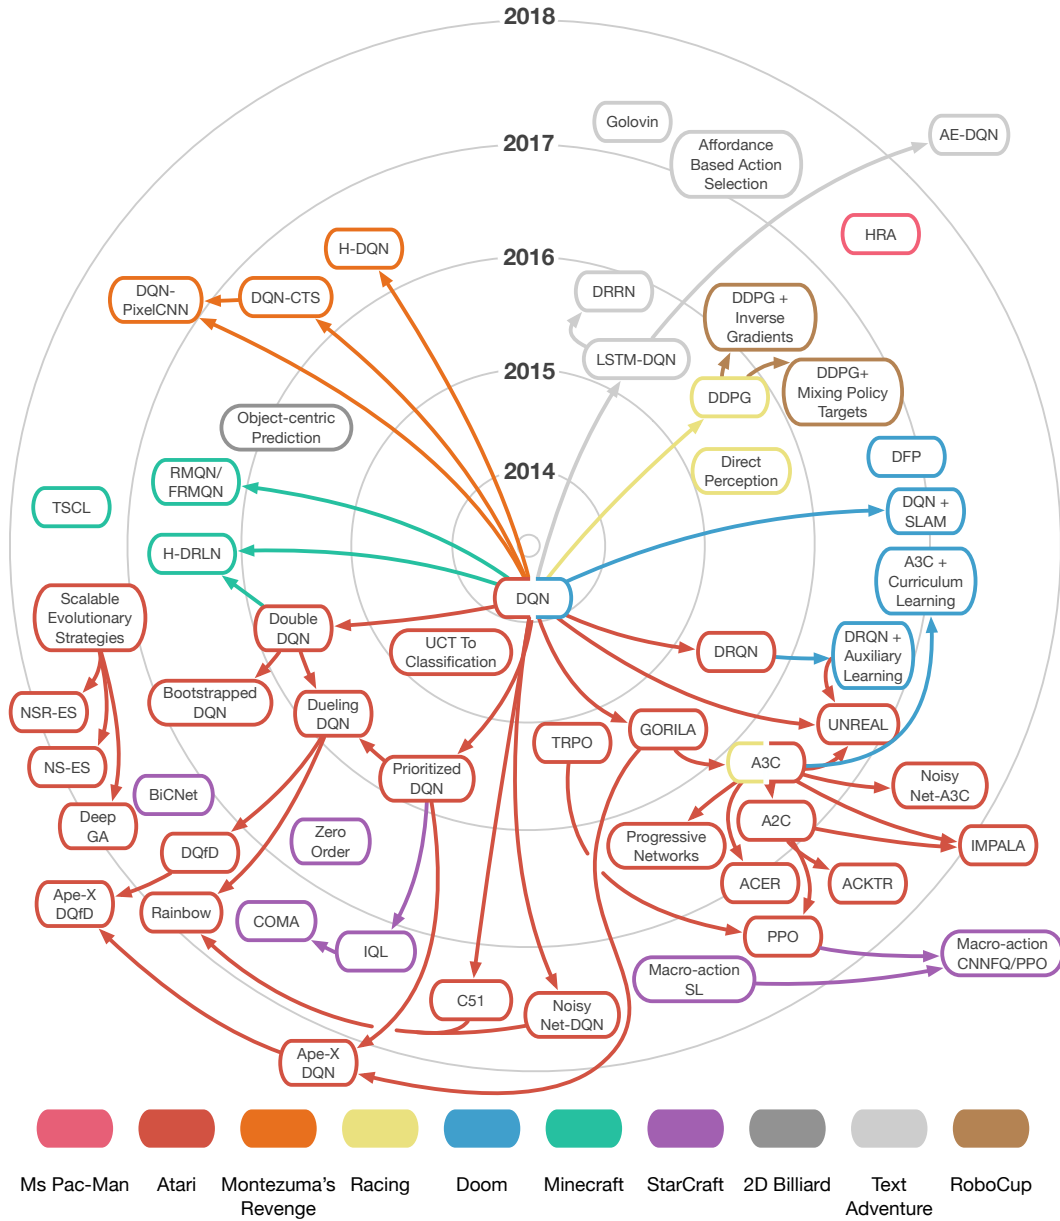 2018
Golovin
AE-DQN
2017
Affordance
Based Action
Selection
HRA
H-DQN
2016
DQN-
PixelCNN
DQN-CTS
DRRN
DDPG +
Inverse
Gradients
LSTM-DQN
2015
DDPG+
Mixing Policy
Targets
DDPG
Object-centric
Prediction
DFP
Direct
Perception
2014
RMQN/
FRMQN
TSCL
DQN +
SLAM
H-DRLN
A3C +
Curriculum
Learning
DQN
Scalable
Evolutionary
Strategies
Double
DQN
UCT To
Classification
DRQN
DRQN +
Auxiliary
Learning
Bootstrapped
DQN
NSR-ES
Dueling
DQN
GORILA
UNREAL
TRPO
NS-ES
Prioritized
DQN
A3C
Noisy
Net-A3C
BiCNet
Deep
GA
Zero
Order
A2C
Progressive
Networks
IMPALA
DQfD
ACER
ACKTR
Ape-X
DQfD
Rainbow
COMA
IQL
PPO
Macro-action
CNNFQ/PPO
Macro-action
SL
C51
Noisy
Net-DQN
Ape-X
DQN
Ms Pac-Man
Atari
Montezuma's
Revenge
Racing
Doom
Minecraft
StarCraft
2D Billiard
Text
Adventure
RoboCup